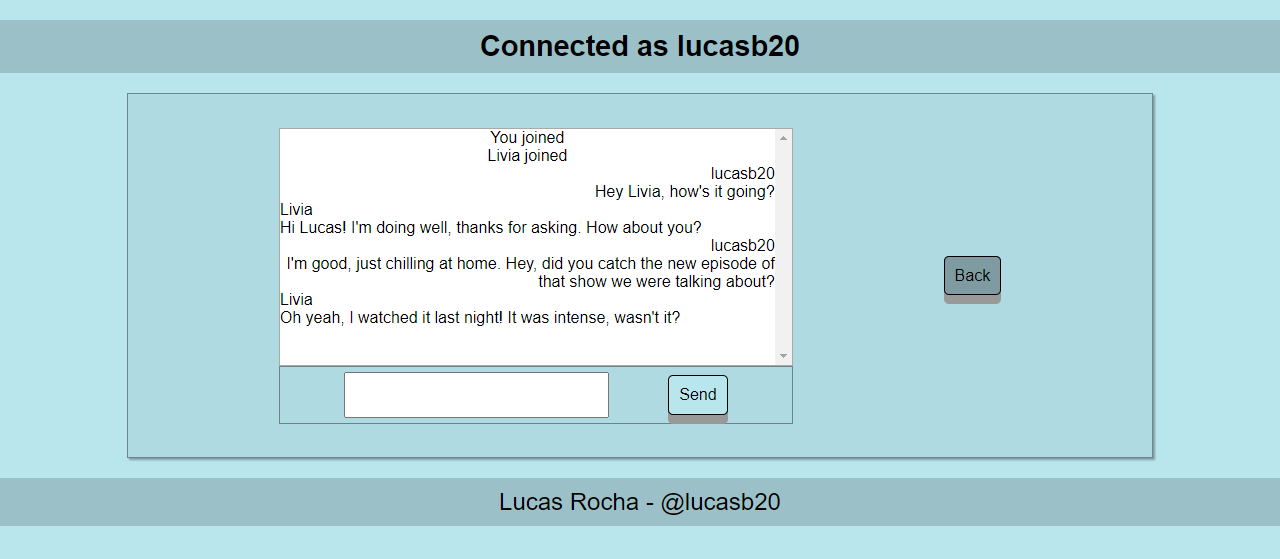 Connected as lucasb20
You joined
Livia joined
lucasb20
Hey Livia, how's it going?
Livia
Hi Lucas! I'm doing well, thanks for asking. How about you?
lucasb20
I'm good, just chilling at home. Hey, did you catch the new episode of
that show we were talking about?
Livia
Oh yeah, I watched it last night! It was intense, wasn't it?
Back
Send
Lucas Rocha - @lucasb20